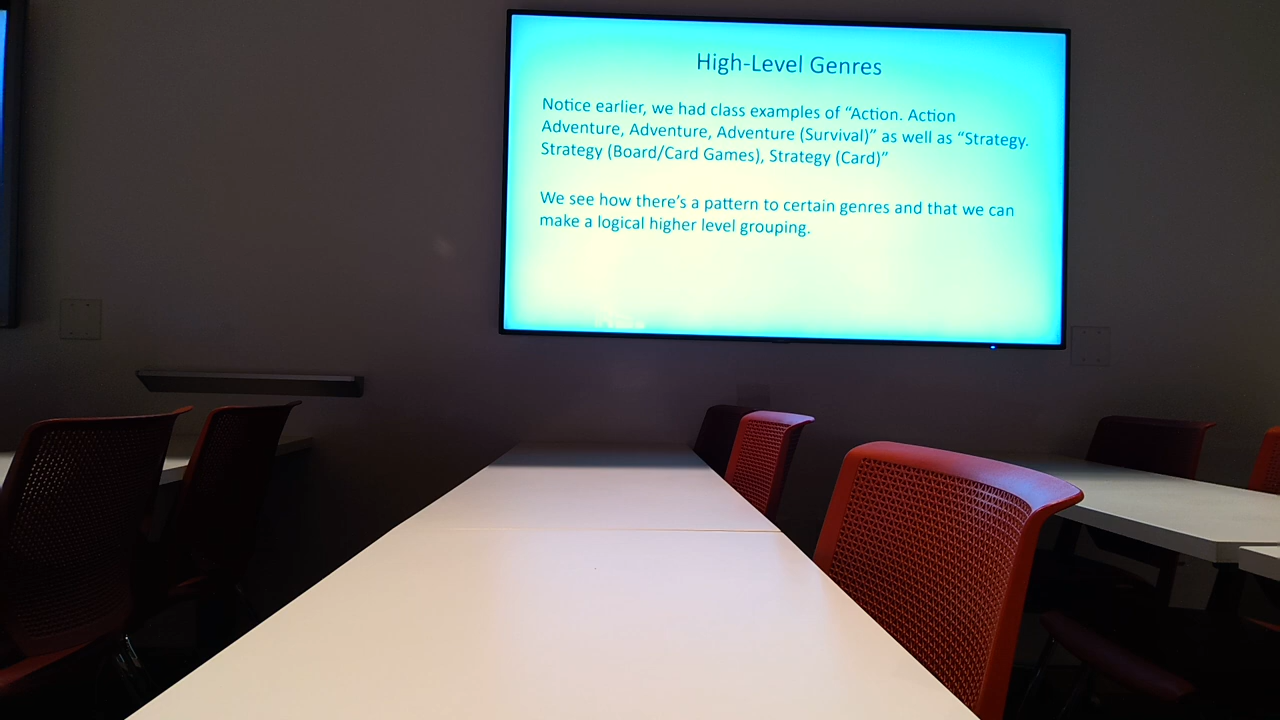 High-Level Genres
Notice earlier, we had class examples of “Action. Action
Adventure, Adventure, Adventure (Survival)” as well as “Strategy.
Strategy (Board/Card Games), Strategy (Card)”
We see how there’s a pattern to certain genres and that we can
make a logical higher level grouping.